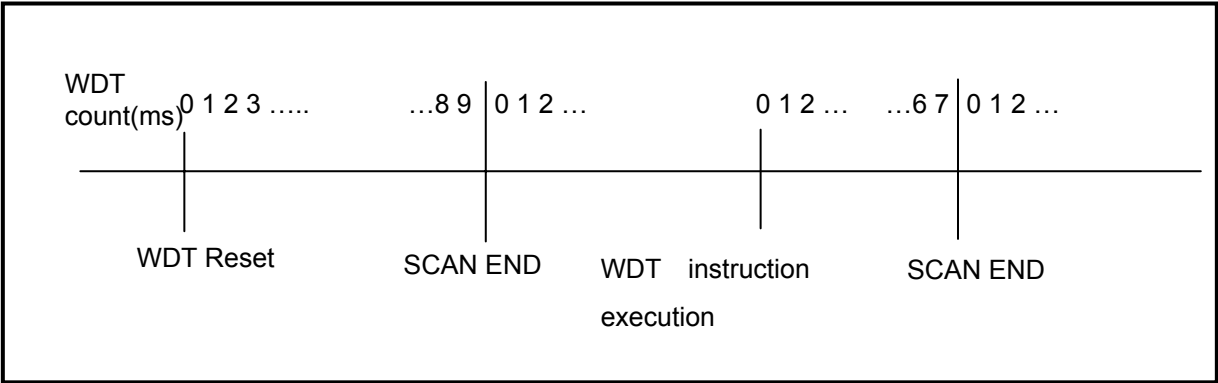 WDT
count(ms) 0 1 2 3 ….. …8 9 0 1 2 … 0 1 2 … …6 7 0 1 2 …
WDT Reset SCAN END WDT instruction SCAN END
execution